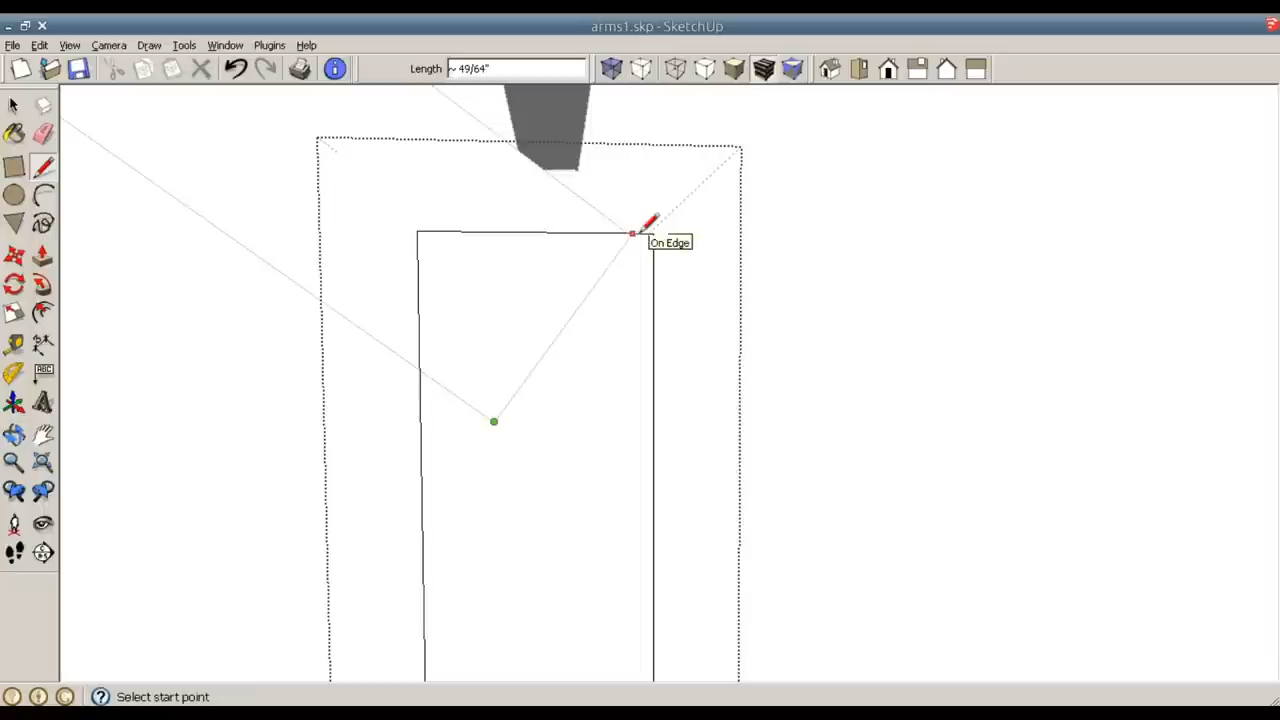 arms1.skp - SketchUp
File Edit View Camera Draw Tools Window Plugins Help
Length ~ 49/64"
On Edge
ABC
Select start point